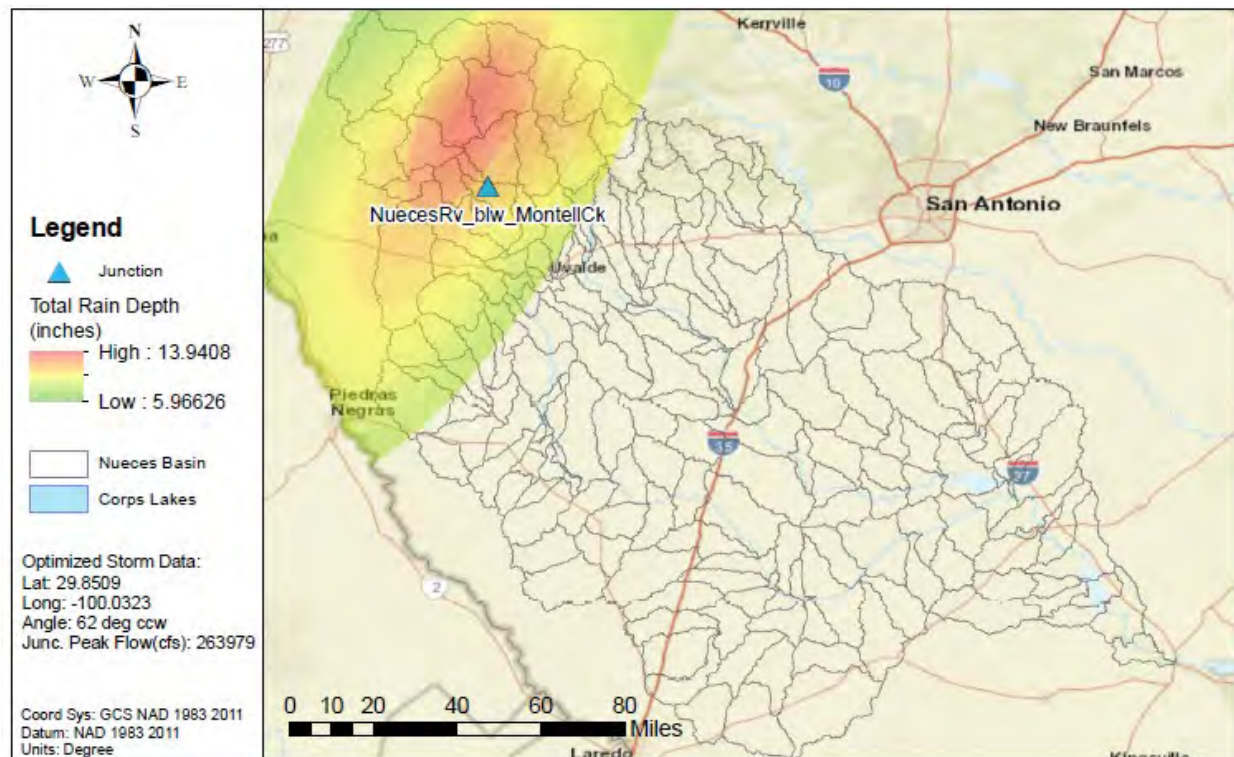 N
W E
S
Legend
Junction
Total Rain Depth
(inches)
High : 13.9408
Low : 5.96626
Nueces Basin
Corps Lakes
Optimized Storm Data:
Lat: 29.8509
Long: -100.0323
Angle: 62 deg ccw
Junc. Peak Flow(cfs): 263979
Coord Sys: GCS NAD 1983 2011
Datum: NAD 1983 2011
Units: Degree
277
Kerrville
10
San Marcos
New Braunfels
San Antonio
NuecesRv_blw_MontellCk
Uvalde
Piedras
Negras
35
37
2
0 10 20 40 60 80
Miles
Laredo